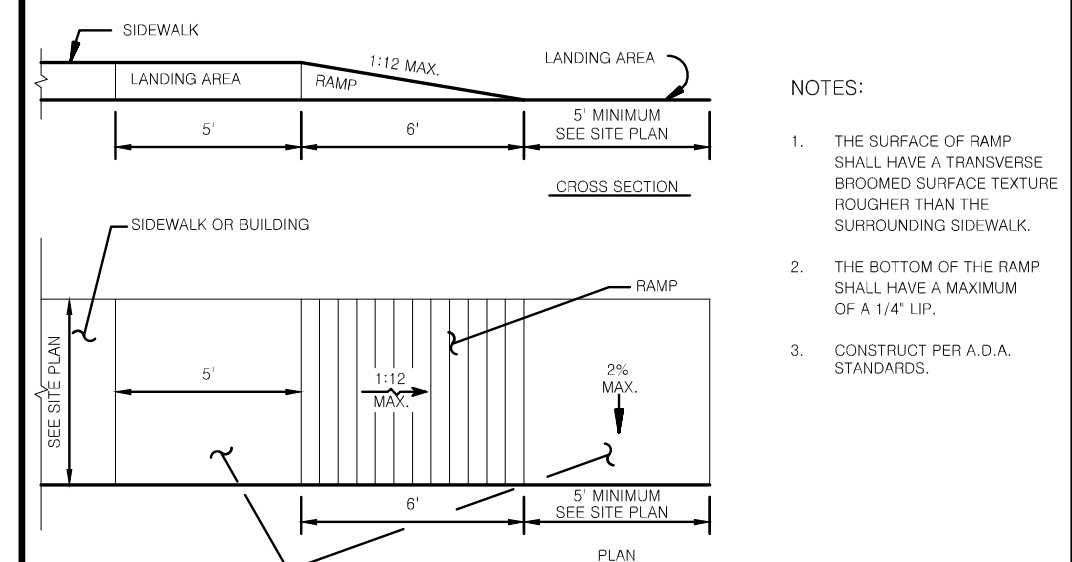 SIDEWALK
1:12 MAX.
LANDING AREA
LANDING AREA
RAMP
5'
6'
5' MINIMUM
SEE SITE PLAN
CROSS SECTION
SIDEWALK OR BUILDING
RAMP
SEE SITE PLAN
5'
1:12
MAX.
2%
MAX.
6'
5' MINIMUM
SEE SITE PLAN
PLAN
NOTES:
1. THE SURFACE OF RAMP
SHALL HAVE A TRANSVERSE
BROOMED SURFACE TEXTURE
ROUGHER THAN THE
SURROUNDING SIDEWALK.
2. THE BOTTOM OF THE RAMP
SHALL HAVE A MAXIMUM
OF A 1/4" LIP.
3. CONSTRUCT PER A.D.A.
STANDARDS.